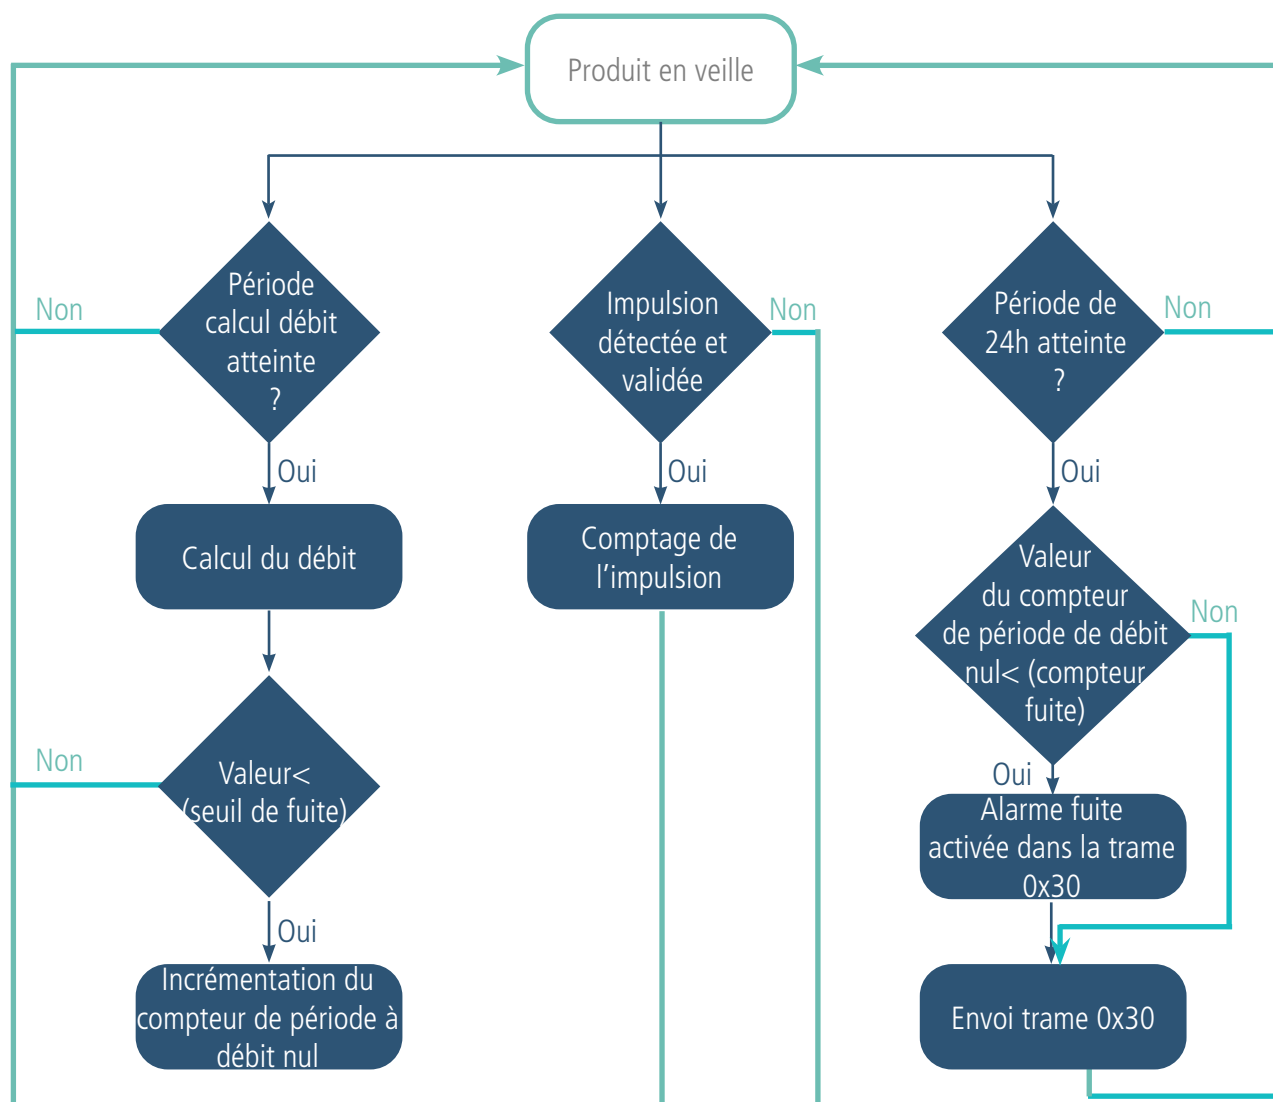 Produit en veille
Période
calcul débit
atteinte
?
Non
Oui
Calcul du débit
Valeur<
(seuil de fuite)
Non
Oui
Incrémentation du
compteur de période à
débit nul
Impulsion
détectée et
validée
Non
Oui
Comptage de
l’impulsion
Période de
24h atteinte
?
Non
Oui
Valeur
du compteur
de période de débit
nul< (compteur
fuite)
Non
Oui
Alarme fuite
activée dans la trame
0x30
Envoi trame 0x30